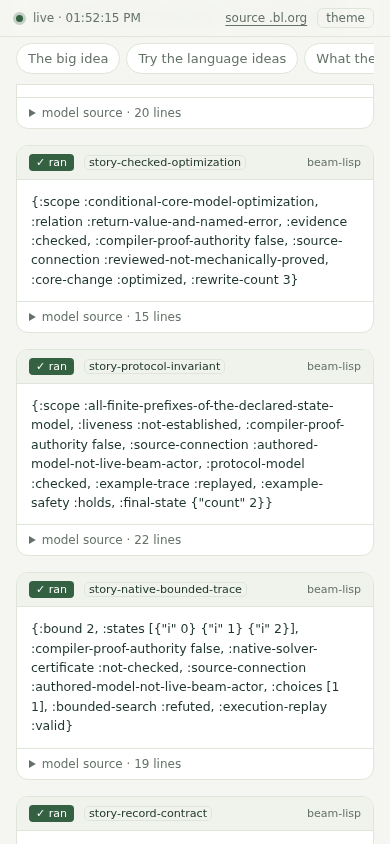 live · 01:52:15 PM
source .bl.org
theme
The big idea
Try the language ideas
What the
▶ model source · 20 lines
✓ ran
story-checked-optimization
beam-lisp
{:scope :conditional-core-model-optimization,
:relation :return-value-and-named-error, :evidence
:checked, :compiler-proof-authority false, :source-
connection :reviewed-not-mechanically-proved,
:core-change :optimized, :rewrite-count 3}
▶ model source · 15 lines
✓ ran
story-protocol-invariant
beam-lisp
{:scope :all-finite-prefixes-of-the-declared-state-
model, :liveness :not-established, :compiler-proof-
authority false, :source-connection :authored-
model-not-live-beam-actor, :protocol-model
:checked, :example-trace :replayed, :example-
safety :holds, :final-state {"count" 2}}
▶ model source · 22 lines
✓ ran
story-native-bounded-trace
beam-lisp
{:bound 2, :states [{"i" 0} {"i" 1} {"i" 2}],
:compiler-proof-authority false, :native-solver-
certificate :not-checked, :source-connection
:authored-model-not-live-beam-actor, :choices [1
1], :bounded-search :refuted, :execution-replay
:valid}
▶ model source · 19 lines
✓ ran
story-record-contract
beam-lisp